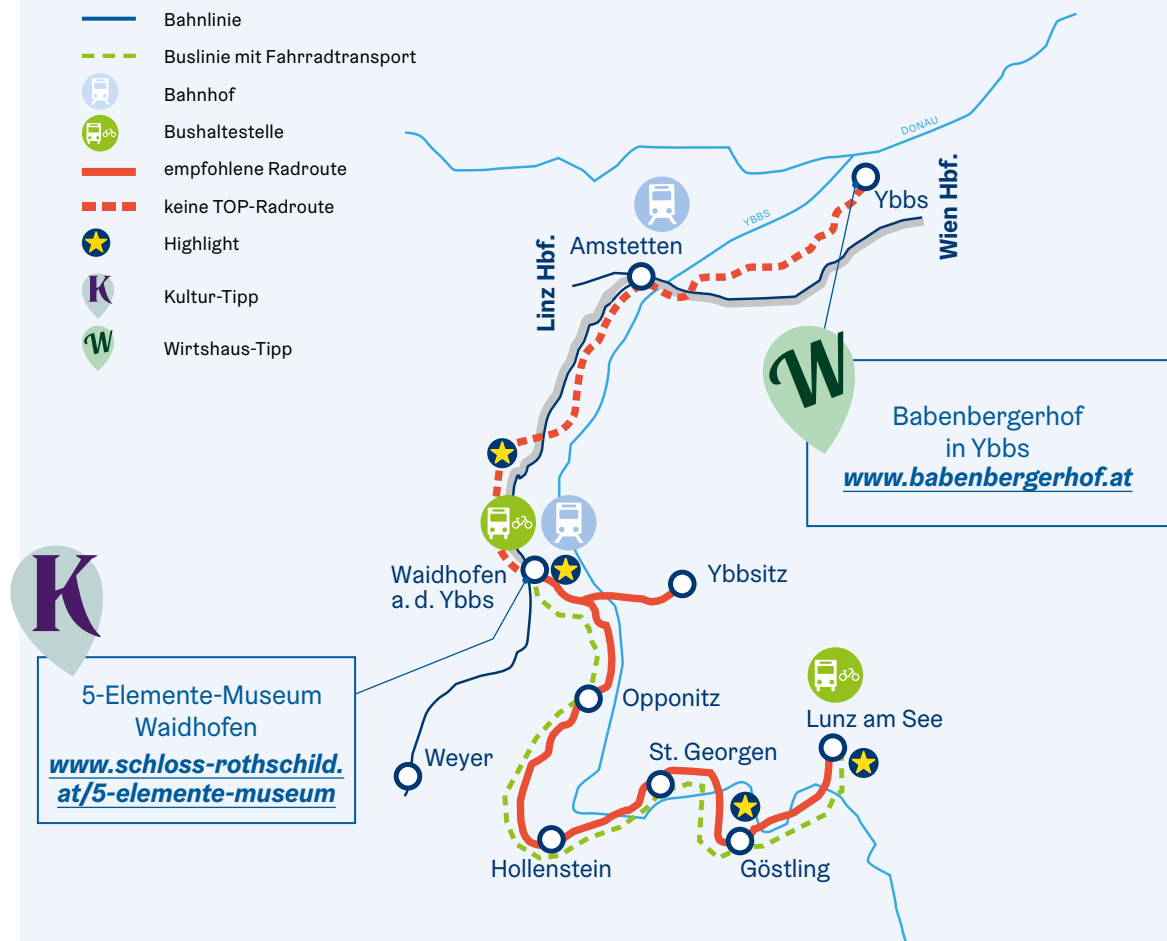 Bahnlinie
Buslinie mit Fahrradtransport
Bahnhof
Bushaltestelle
empfohlene Radroute
keine TOP-Radroute
Highlight
K
Kultur-Tipp
W
Wirtshaus-Tipp
DONAU
YBBS
Ybbs
Wien Hbf.
Amstetten
Linz Hbf.
W
Babenbergerhof
in Ybbs
www.babenbergerhof.at
Waidhofen
a. d. Ybbs
Ybbsitz
K
5-Elemente-Museum
Waidhofen
www.schloss-rothschild.
at/5-elemente-museum
Opponitz
Weyer
Lunz am See
St. Georgen
Hollenstein
Göstling